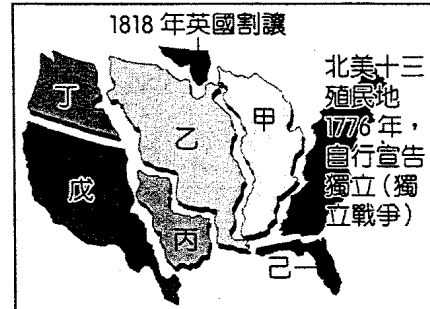 1818 年英國割讓
北美十三
殖民地
1776 年，
自行宣告
獨立（獨
立戰爭）
丁
甲
乙
戊
丙
己